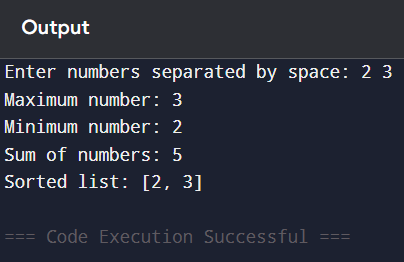 Output
Enter numbers separated by space: 2 3
Maximum number: 3
Minimum number: 2
Sum of numbers: 5
Sorted list: [2, 3]
=== Code Execution Successful ===